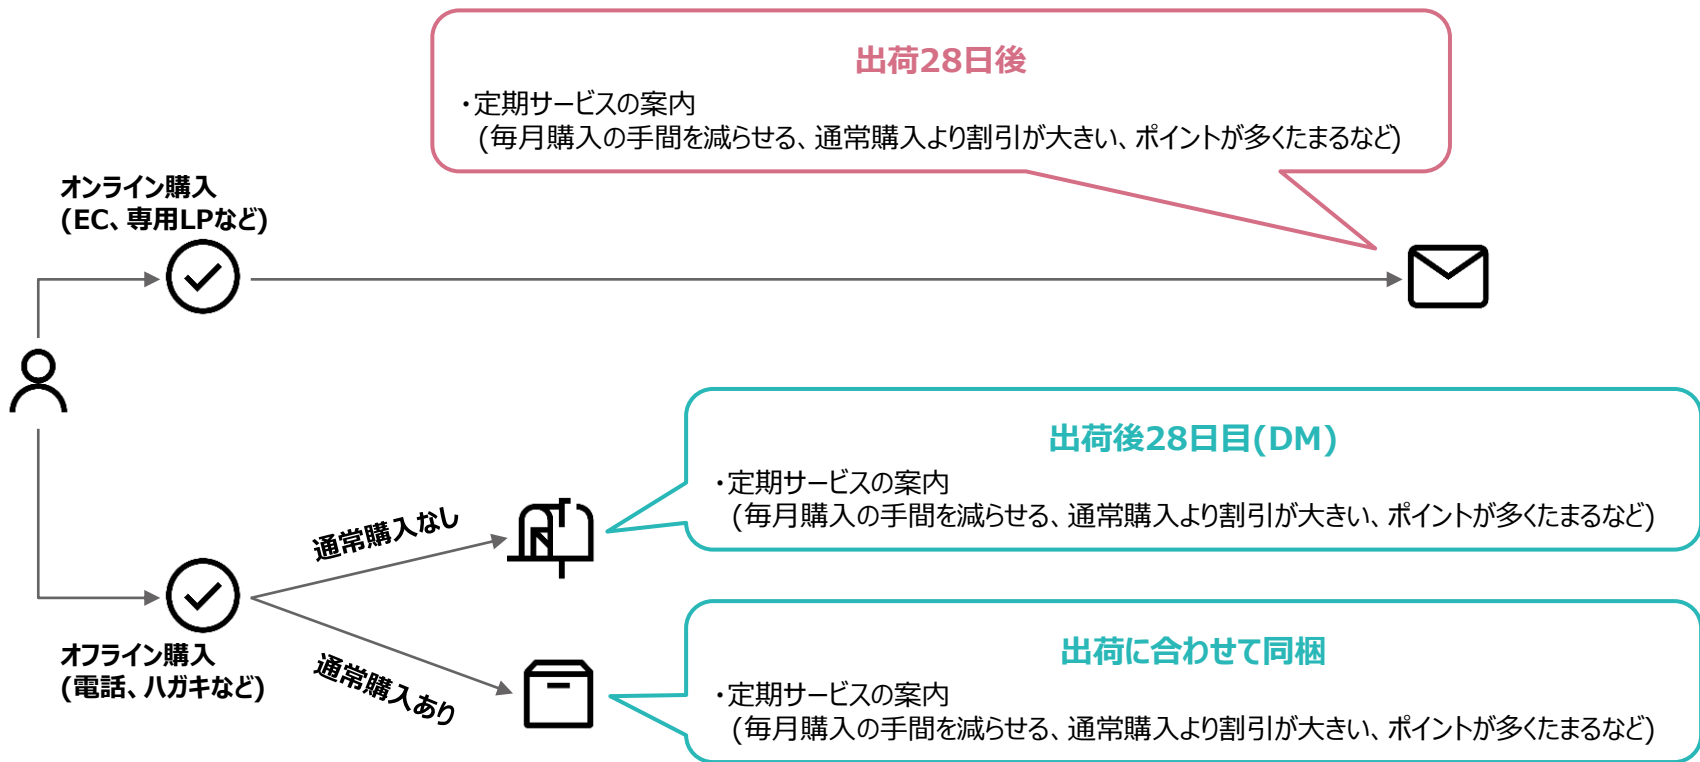 出荷28日後
・定期サービスの案内
(毎月購入の手間を減らせる、通常購入より割引が大きい、ポイントが多くたまるなど)
オンライン購入
(EC、専用LPなど)
出荷後28日目(DM)
・定期サービスの案内
(毎月購入の手間を減らせる、通常購入より割引が大きい、ポイントが多くたまるなど)
通常購入なし
オフライン購入
(電話、ハガキなど)
通常購入あり
出荷に合わせて同梱
・定期サービスの案内
(毎月購入の手間を減らせる、通常購入より割引が大きい、ポイントが多くたまるなど)